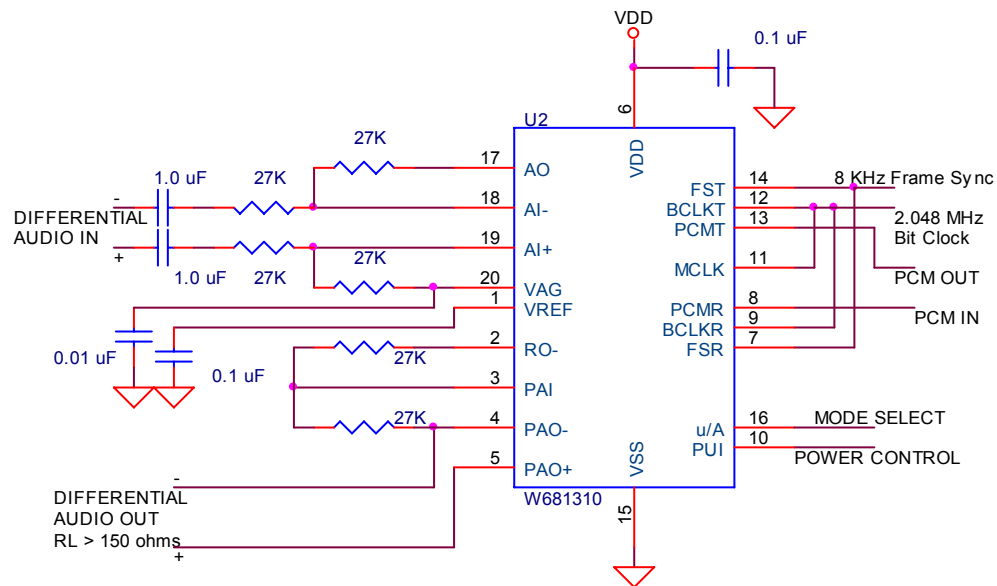 VDD
0.1 uF
6
U2
VDD
27K
17
AO
14
FST
8 KHz Frame Sync
1.0 uF
27K
18
AI-
12
BCLKT
-
DIFFERENTIAL
AUDIO IN
+
13
PCMT
2.048 MHz
Bit Clock
19
AI+
1.0 uF
27K
27K
11
MCLK
PCM OUT
20
VAG
1
VREF
8
PCMR
PCM IN
9
BCLKR
0.01 uF
0.1 uF
27K
2
RO-
7
FSR
3
PAI
27K
4
PAO-
16
u/A
MODE SELECT
10
PUI
POWER CONTROL
5
PAO+
VSS
-
DIFFERENTIAL
AUDIO OUT
RL > 150 ohms
+
W681310
15